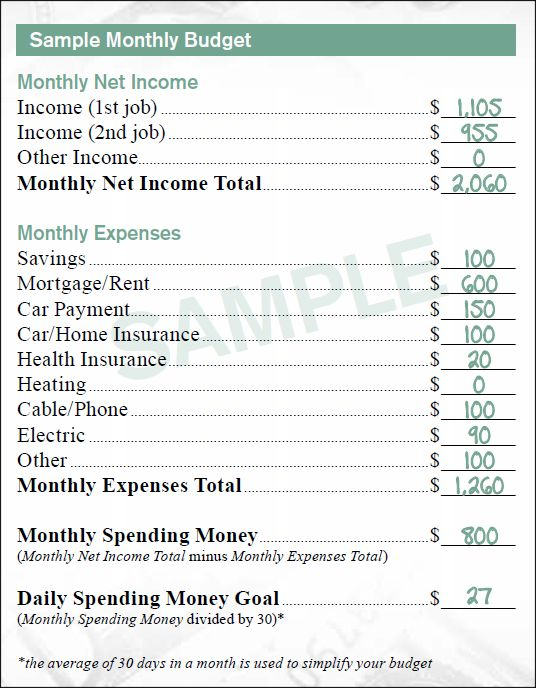 Sample Monthly Budget
Monthly Net Income
Income (1st job) $ 1,105
Income (2nd job) $ 955
Other Income $ 0
Monthly Net Income Total $ 2,060
Monthly Expenses
Savings $ 100
Mortgage/Rent $ 600
Car Payment $ 150
Car/Home Insurance $ 100
Health Insurance $ 20
Heating $ 0
Cable/Phone $ 100
Electric $ 90
Other $ 100
Monthly Expenses Total $ 1,260
SAMPLE
Monthly Spending Money $ 800
(Monthly Net Income Total minus Monthly Expenses Total)
Daily Spending Money Goal $ 27
(Monthly Spending Money divided by 30)*
*the average of 30 days in a month is used to simplify your budget